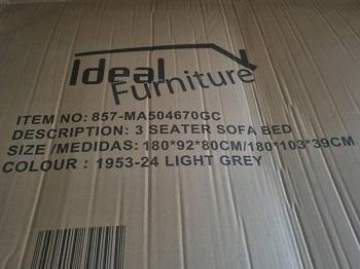 Ideal
Furniture
ITEM NO: 857-MA504670GC
DESCRIPTION: 3 SEATER SOFA BED
SIZE /MEDIDAS: 180*92*80CM/180*103*39CM
COLOUR : 1953-24 LIGHT GREY